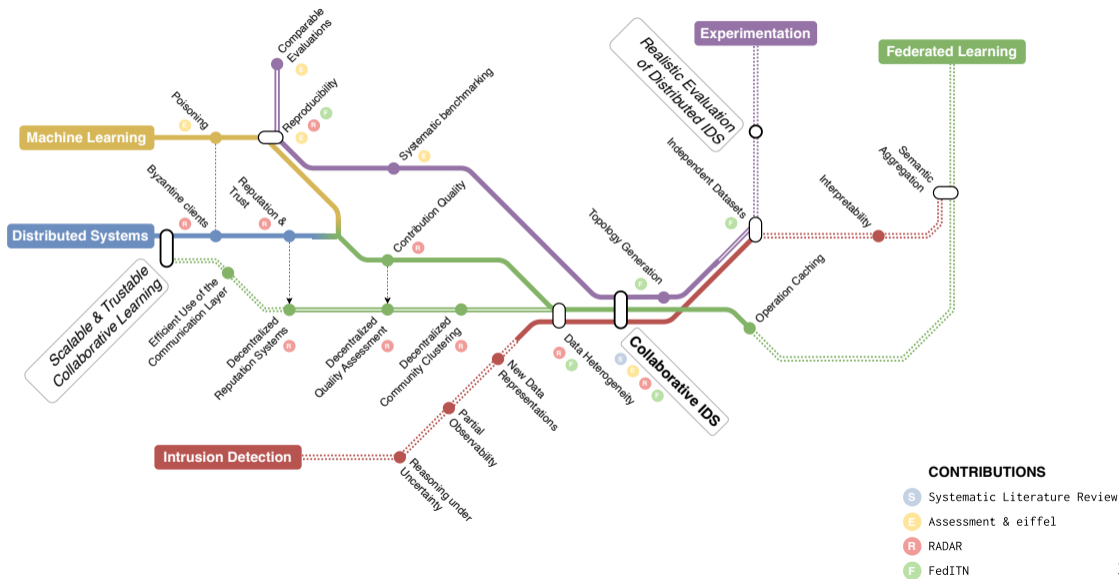 Comparable
Evaluations
E
Experimentation
Realistic Evaluation
of Distributed IDS
Federated Learning
Poisoning
E
Reproducibility
E
R
F
Systematic benchmarking
E
Machine Learning
Independent Datasets
F
Semantic
Aggregation
Interpretability
Byzantine clients
R
Reputation &
Trust
R
Contribution Quality
R
Distributed Systems
Topology Generation
F
Operation Caching
Scalable & Trustable
Collaborative Learning
Efficient Use of the
Communication Layer
Decentralized
Reputation Systems
R
Decentralized
Quality Assessment
R
Decentralized
Community Clustering
R
Data Heterogeneity
R
F
Collaborative IDS
S
E
R
F
New Data
Representations
Partial
Observability
Intrusion Detection
Reasoning under
Uncertainty
CONTRIBUTIONS
S Systematic Literature Review
E Assessment & eiffel
R RADAR
F FedITN